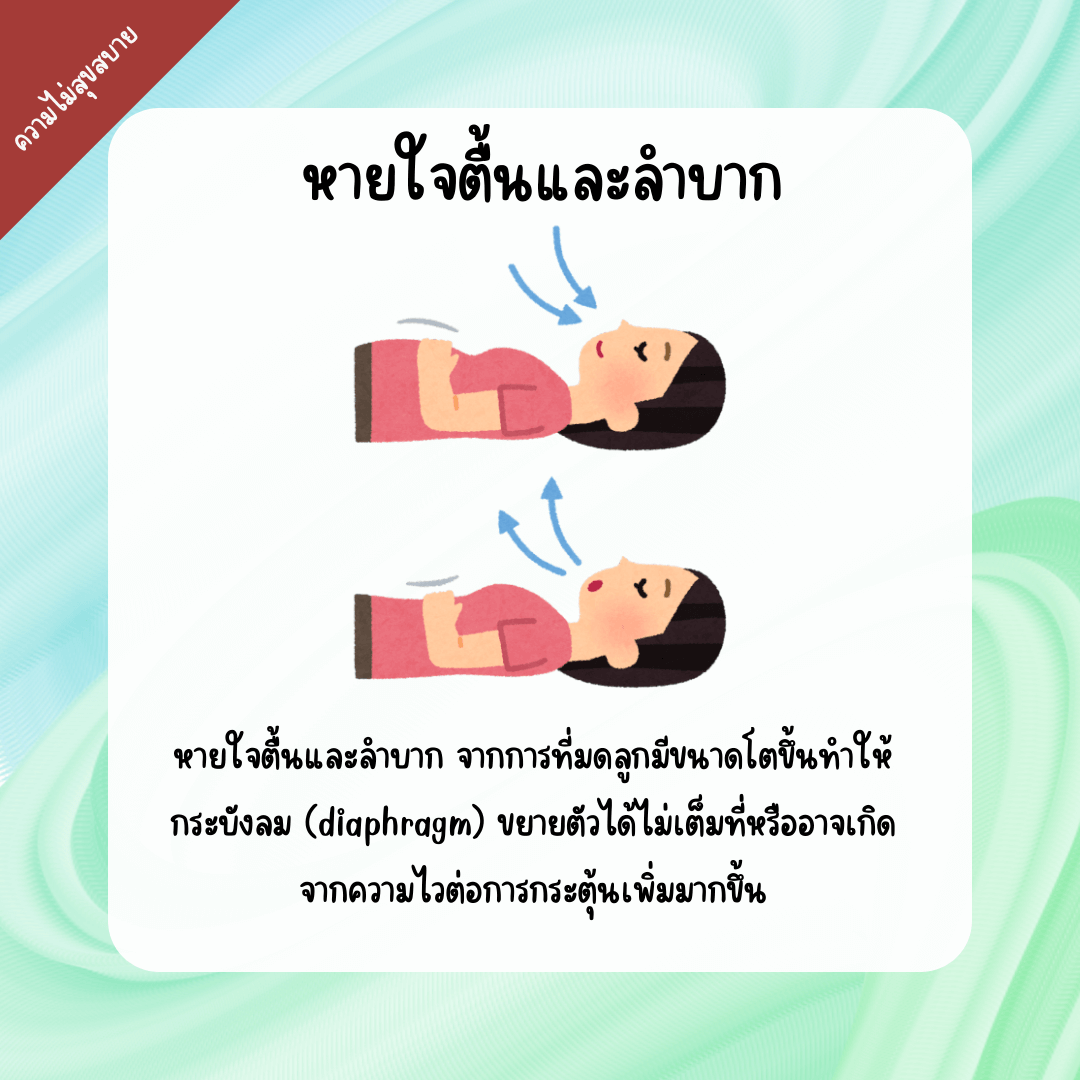 ความไม่สุขสบาย
หายใจตื้นและลำบาก
หายใจตื้นและลำบาก จากการที่มดลูกมีขนาดโตขึ้นทำให้
กระบังลม (diaphragm) ขยายตัวได้ไม่เต็มที่หรืออาจเกิด
จากความไวต่อการกระตุ้นเพิ่มมากขึ้น